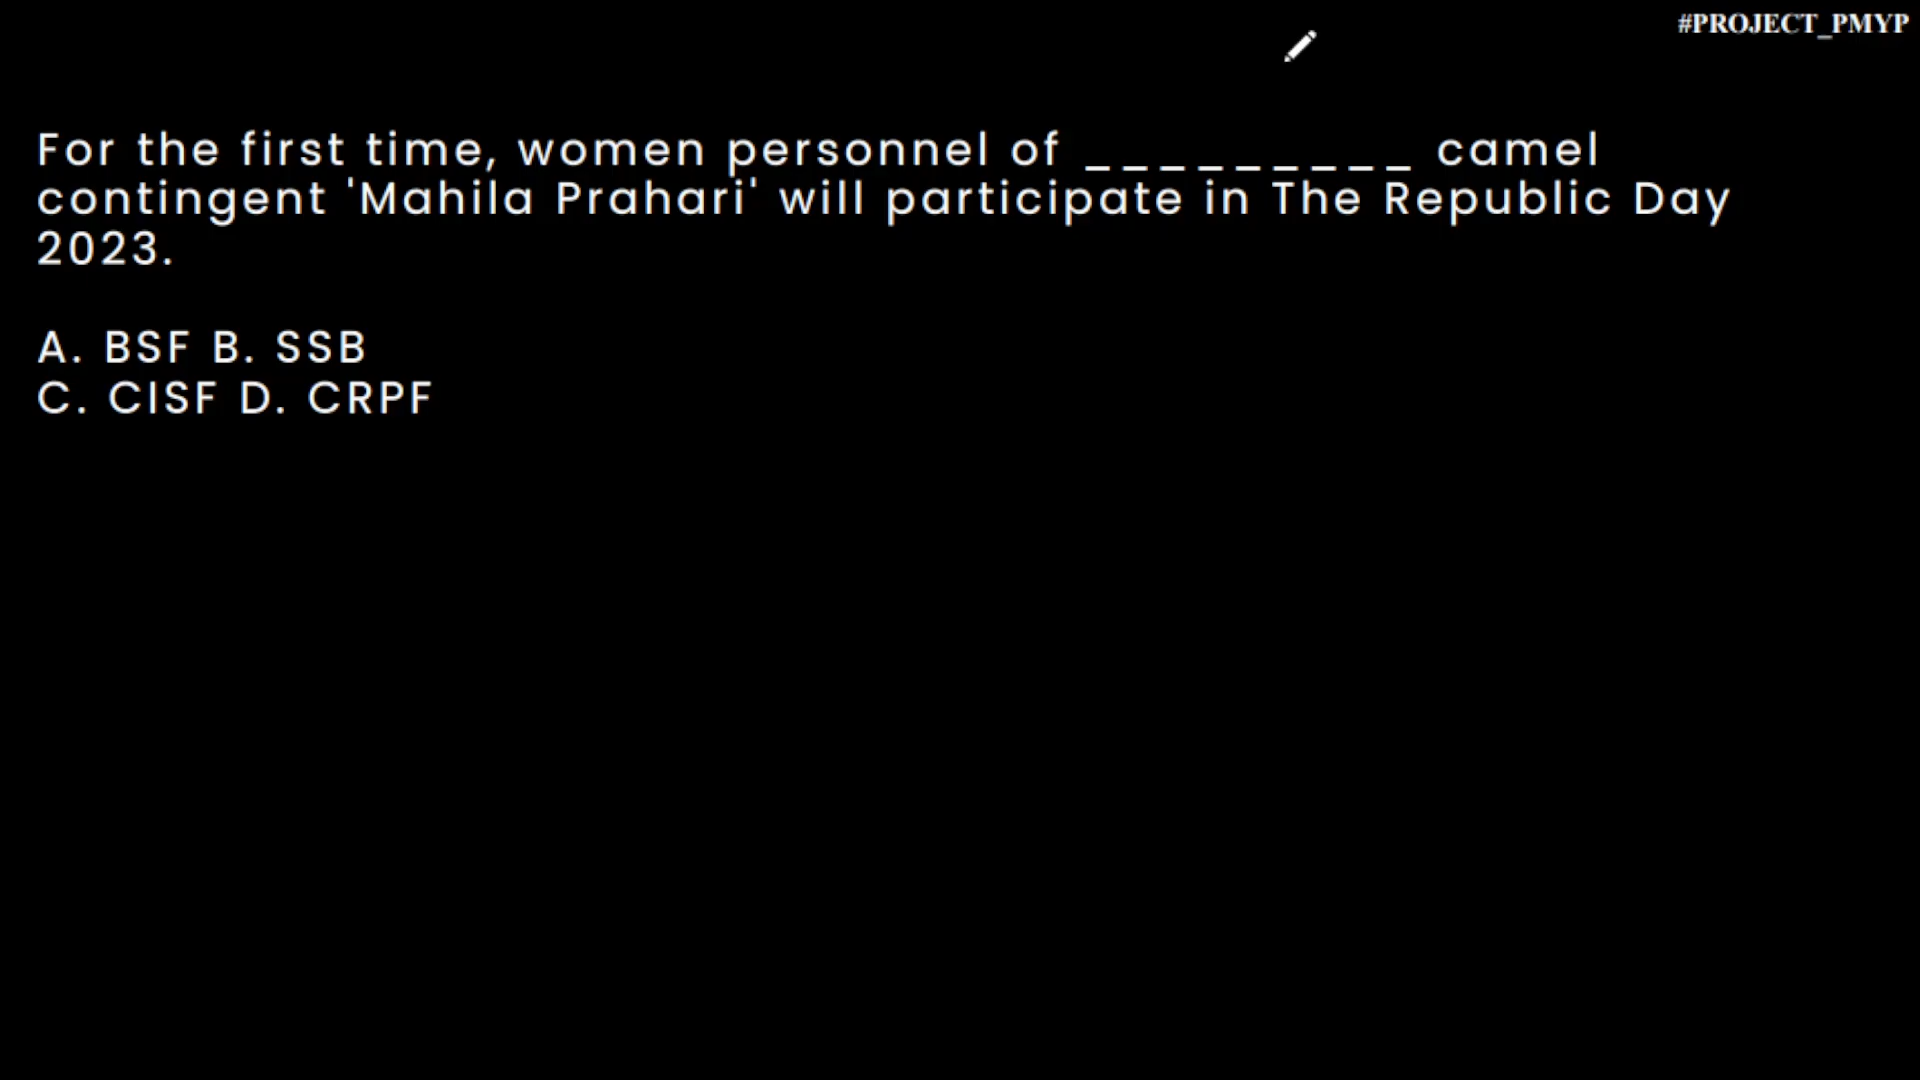 #PROJECT_PMYP
For the first time, women personnel of _________ camel
contingent 'Mahila Prahari' will participate in The Republic Day
2023.
A. BSF B. SSB
C. CISF D. CRPF